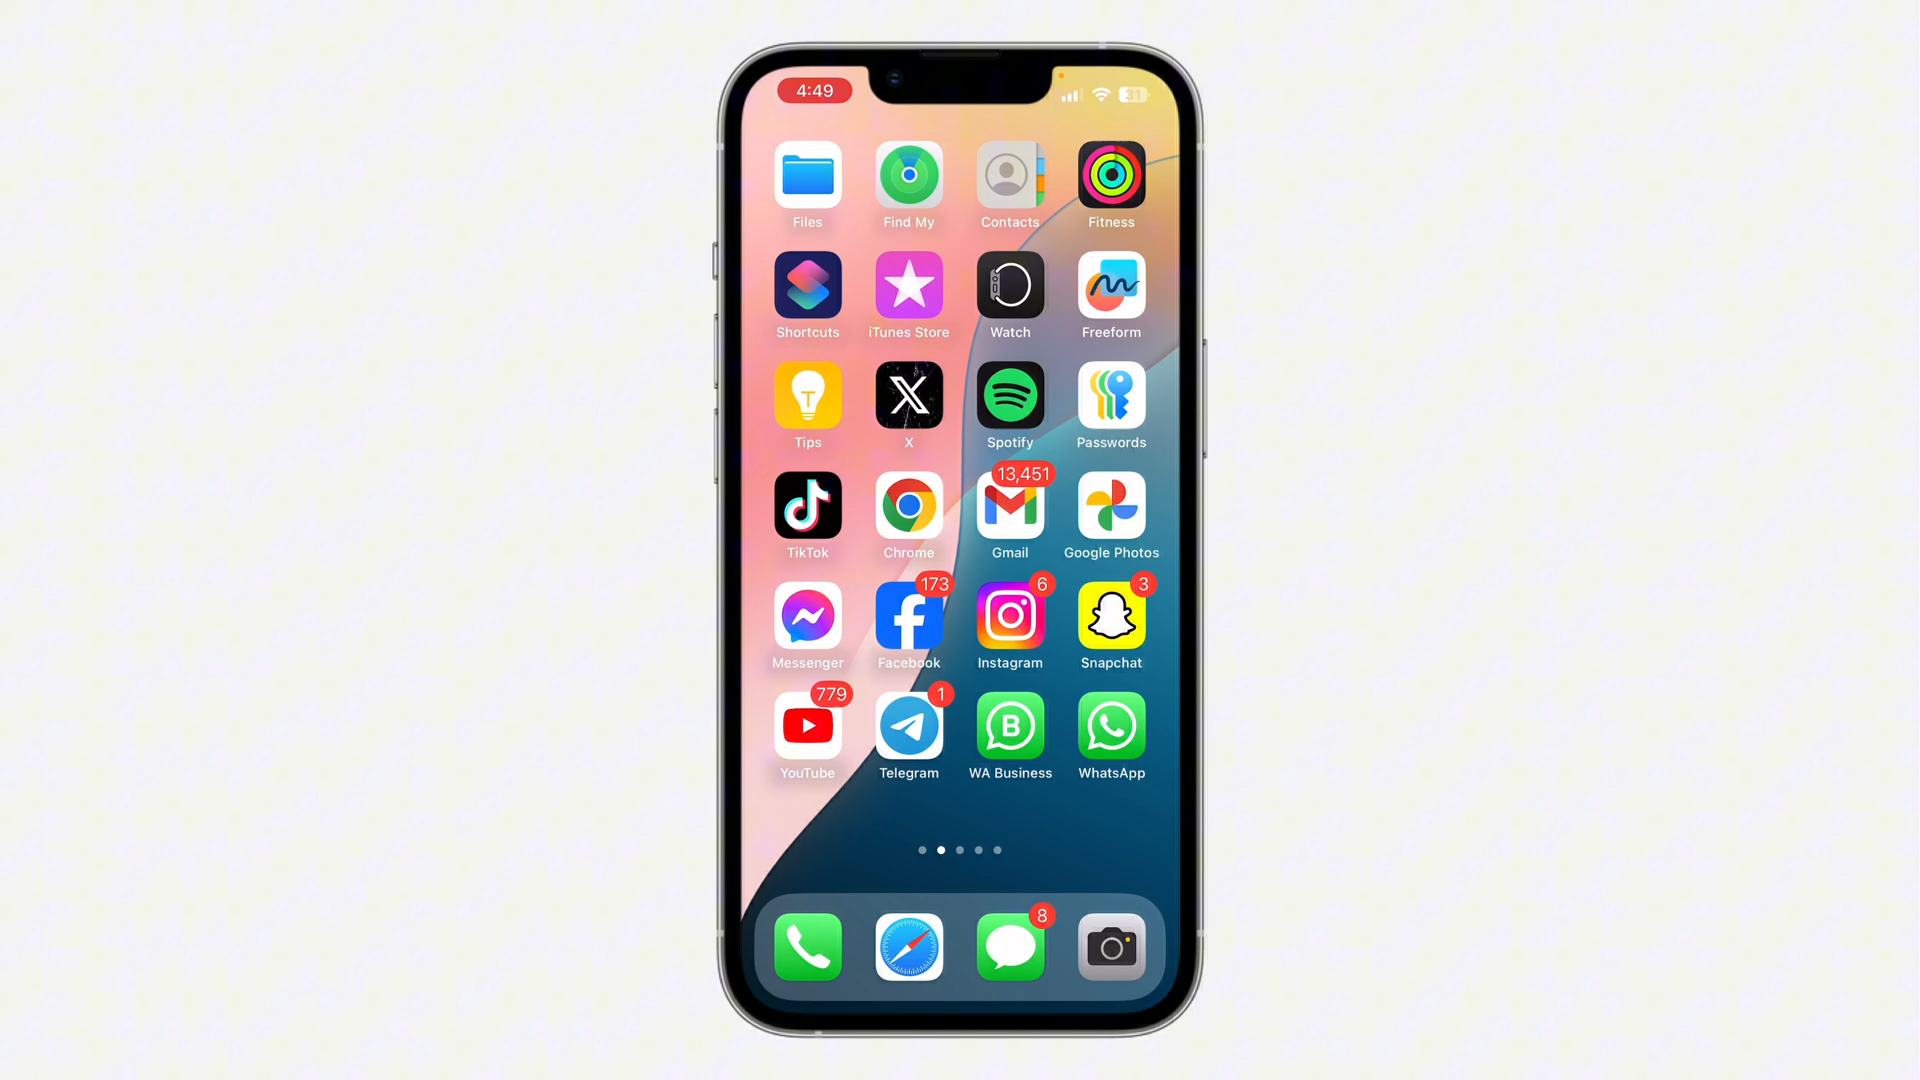 4:49
31
Files Find My Contacts Fitness
Shortcuts iTunes Store Watch Freeform
T
Tips X Spotify Passwords
13,451
TikTok Chrome Gmail Google Photos
173 6 3
Messenger Facebook Instagram Snapchat
779 1
B
YouTube Telegram WA Business WhatsApp
8